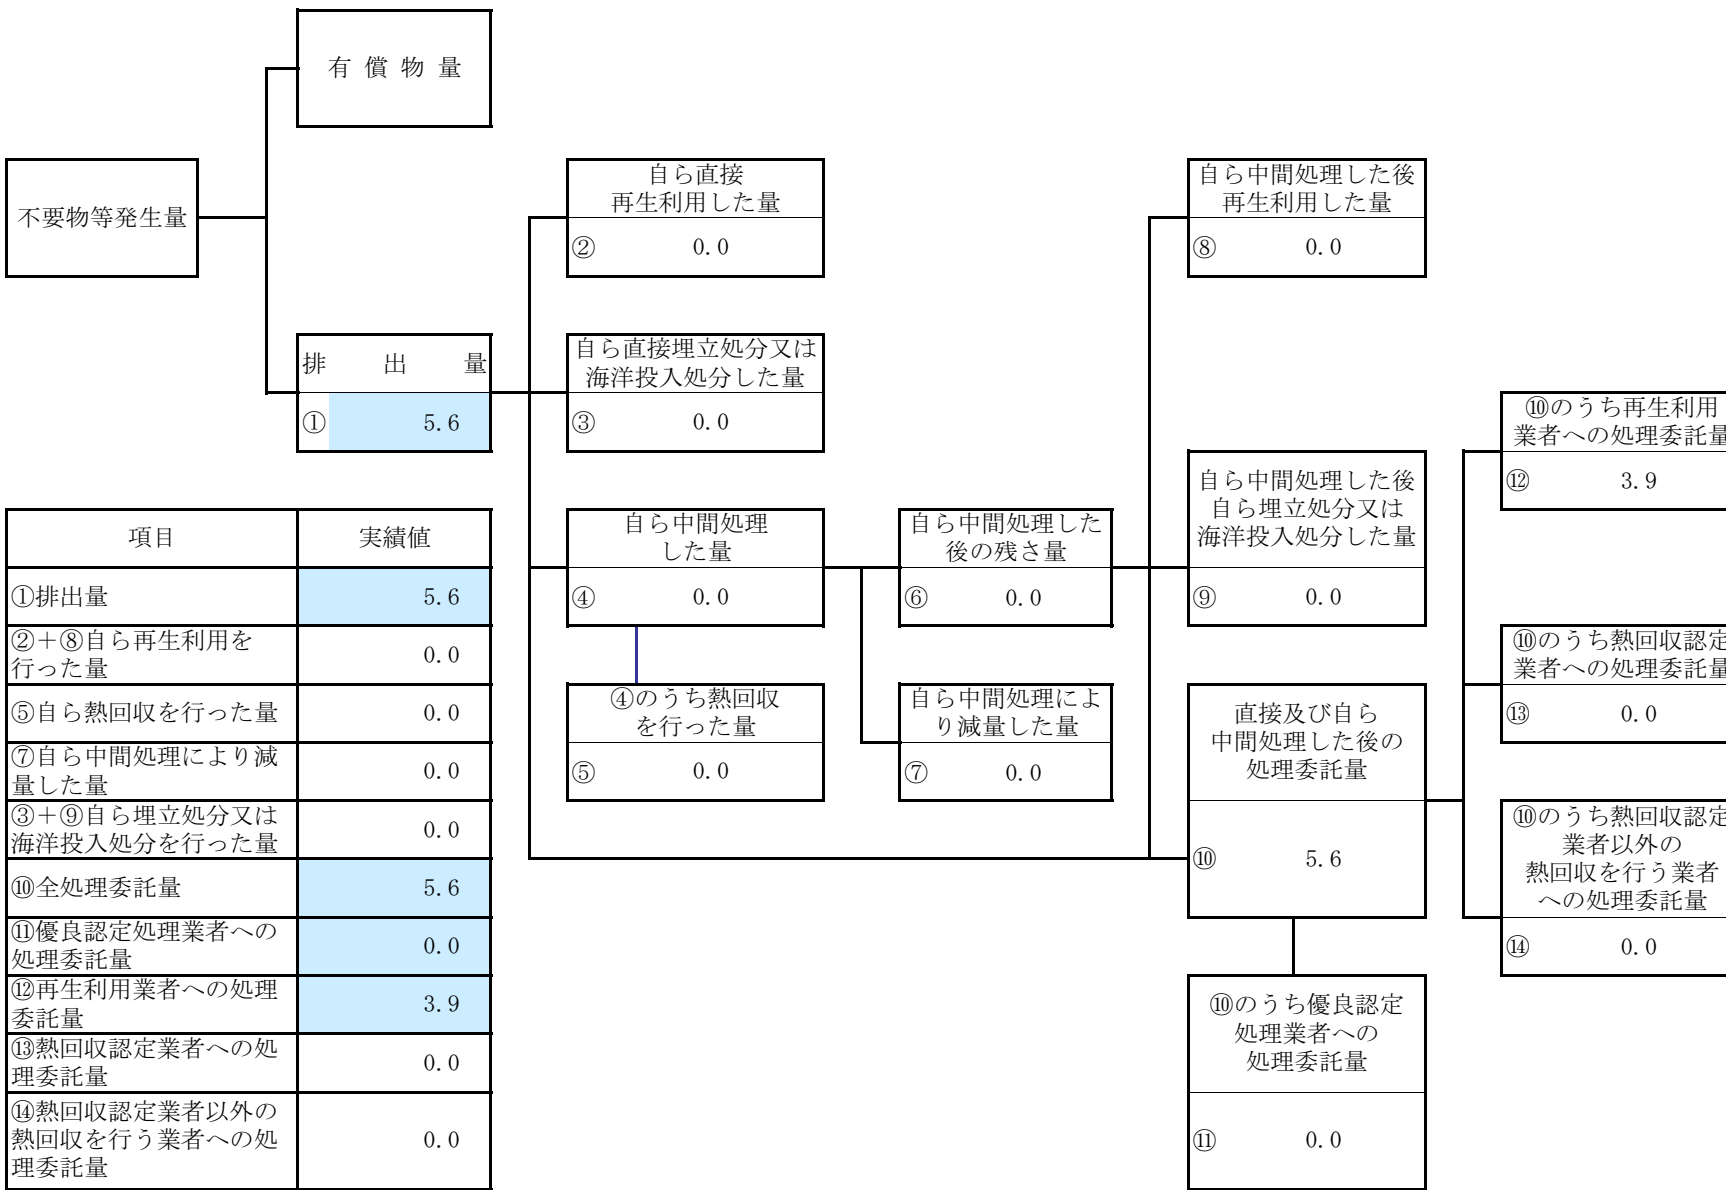 有償物量
不要物等発生量
自ら直接
再生利用した量
② 0.0
自ら中間処理した後
再生利用した量
⑧ 0.0
排出量
① 5.6
自ら直接埋立処分又は
海洋投入処分した量
③ 0.0
⑩のうち再生利用
業者への処理委託量
⑫ 3.9
自ら中間処理した後
自ら埋立処分又は
海洋投入処分した量
⑨ 0.0
自ら中間処理
した量
④ 0.0
自ら中間処理した
後の残さ量
⑥ 0.0
⑩のうち熱回収認定
業者への処理委託量
⑬ 0.0
④のうち熱回収
を行った量
⑤ 0.0
自ら中間処理によ
り減量した量
⑦ 0.0
直接及び自ら
中間処理した後の
処理委託量
⑩ 5.6
⑩のうち熱回収認定
業者以外の
熱回収を行う業者
への処理委託量
⑭ 0.0
⑩のうち優良認定
処理業者への
処理委託量
⑪ 0.0
項目 実績値
①排出量 5.6
②＋⑧自ら再生利用を
行った量 0.0
⑤自ら熱回収を行った量 0.0
⑦自ら中間処理により減
量した量 0.0
③＋⑨自ら埋立処分又は
海洋投入処分を行った量 0.0
⑩全処理委託量 5.6
⑪優良認定処理業者への
処理委託量 0.0
⑫再生利用業者への処理
委託量 3.9
⑬熱回収認定業者への処
理委託量 0.0
⑭熱回収認定業者以外の
熱回収を行う業者への処
理委託量 0.0